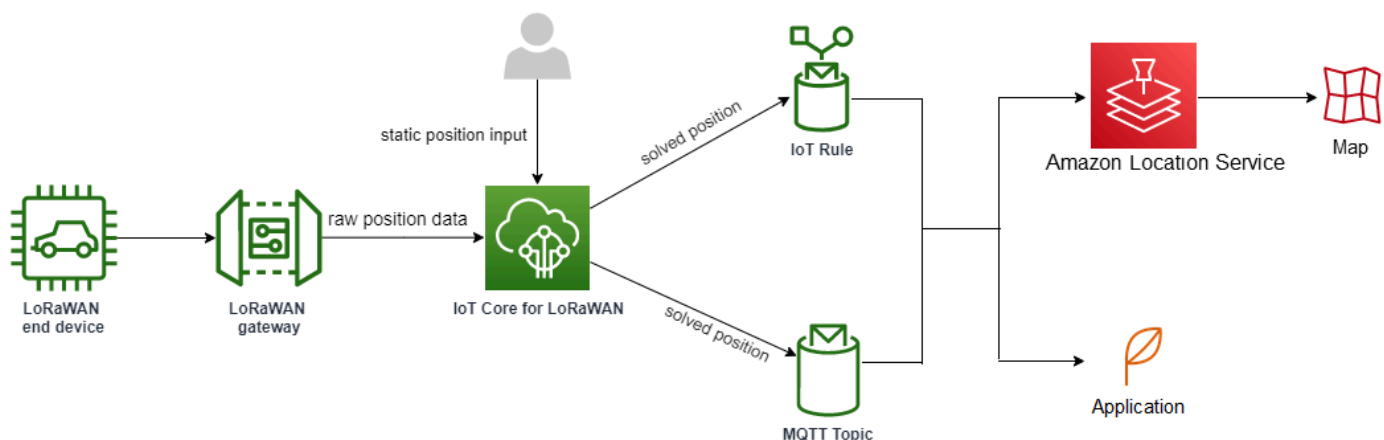 static position input
solved position
IoT Rule
Amazon Location Service
Map
raw position data
LoRaWAN
end device
LoRaWAN
gateway
IoT Core for LoRaWAN
solved position
MQTT Topic
Application